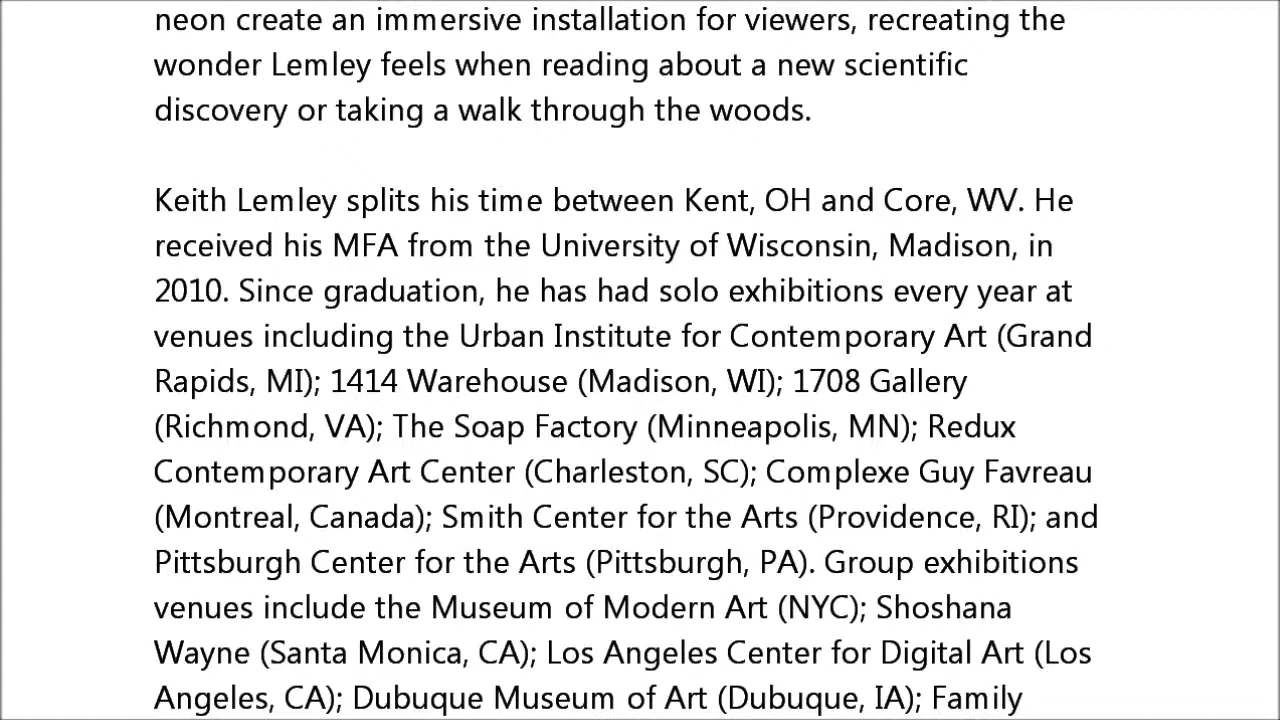 neon create an immersive installation for viewers, recreating the
wonder Lemley feels when reading about a new scientific
discovery or taking a walk through the woods.
Keith Lemley splits his time between Kent, OH and Core, WV. He
received his MFA from the University of Wisconsin, Madison, in
2010. Since graduation, he has had solo exhibitions every year at
venues including the Urban Institute for Contemporary Art (Grand
Rapids, MI); 1414 Warehouse (Madison, WI); 1708 Gallery
(Richmond, VA); The Soap Factory (Minneapolis, MN); Redux
Contemporary Art Center (Charleston, SC); Complexe Guy Favreau
(Montreal, Canada); Smith Center for the Arts (Providence, RI); and
Pittsburgh Center for the Arts (Pittsburgh, PA). Group exhibitions
venues include the Museum of Modern Art (NYC); Shoshana
Wayne (Santa Monica, CA); Los Angeles Center for Digital Art (Los
Angeles, CA); Dubuque Museum of Art (Dubuque, IA); Family